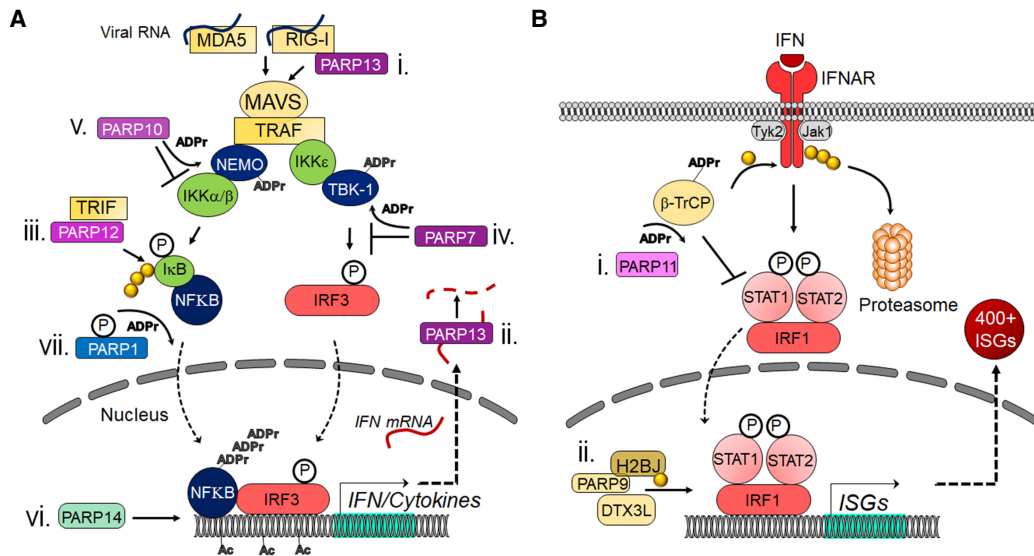 A
Viral RNA
MDA5
RIG-I
PARP13
i.
MAVS
TRAF
v.
PARP10
ADPr
NEMO
ADPr
IKKα/β
IKKε
ADPr
TBK-1
ADPr
PARP7
iv.
TRIF
iii.
PARP12
P
IκB
NFKB
P
IRF3
PARP13
ii.
P
ADPr
vii.
PARP1
Nucleus
IFN mRNA
ADPr
ADPr
ADPr
NFKB
P
IRF3
IFN/Cytokines
vi.
PARP14
Ac
Ac
Ac
B
IFN
IFNAR
Tyk2
Jak1
ADPr
β-TrCP
ADPr
i.
PARP11
Proteasome
P
P
STAT1
STAT2
IRF1
400+
ISGs
ii.
H2BJ
PARP9
DTX3L
P
P
STAT1
STAT2
IRF1
ISGs